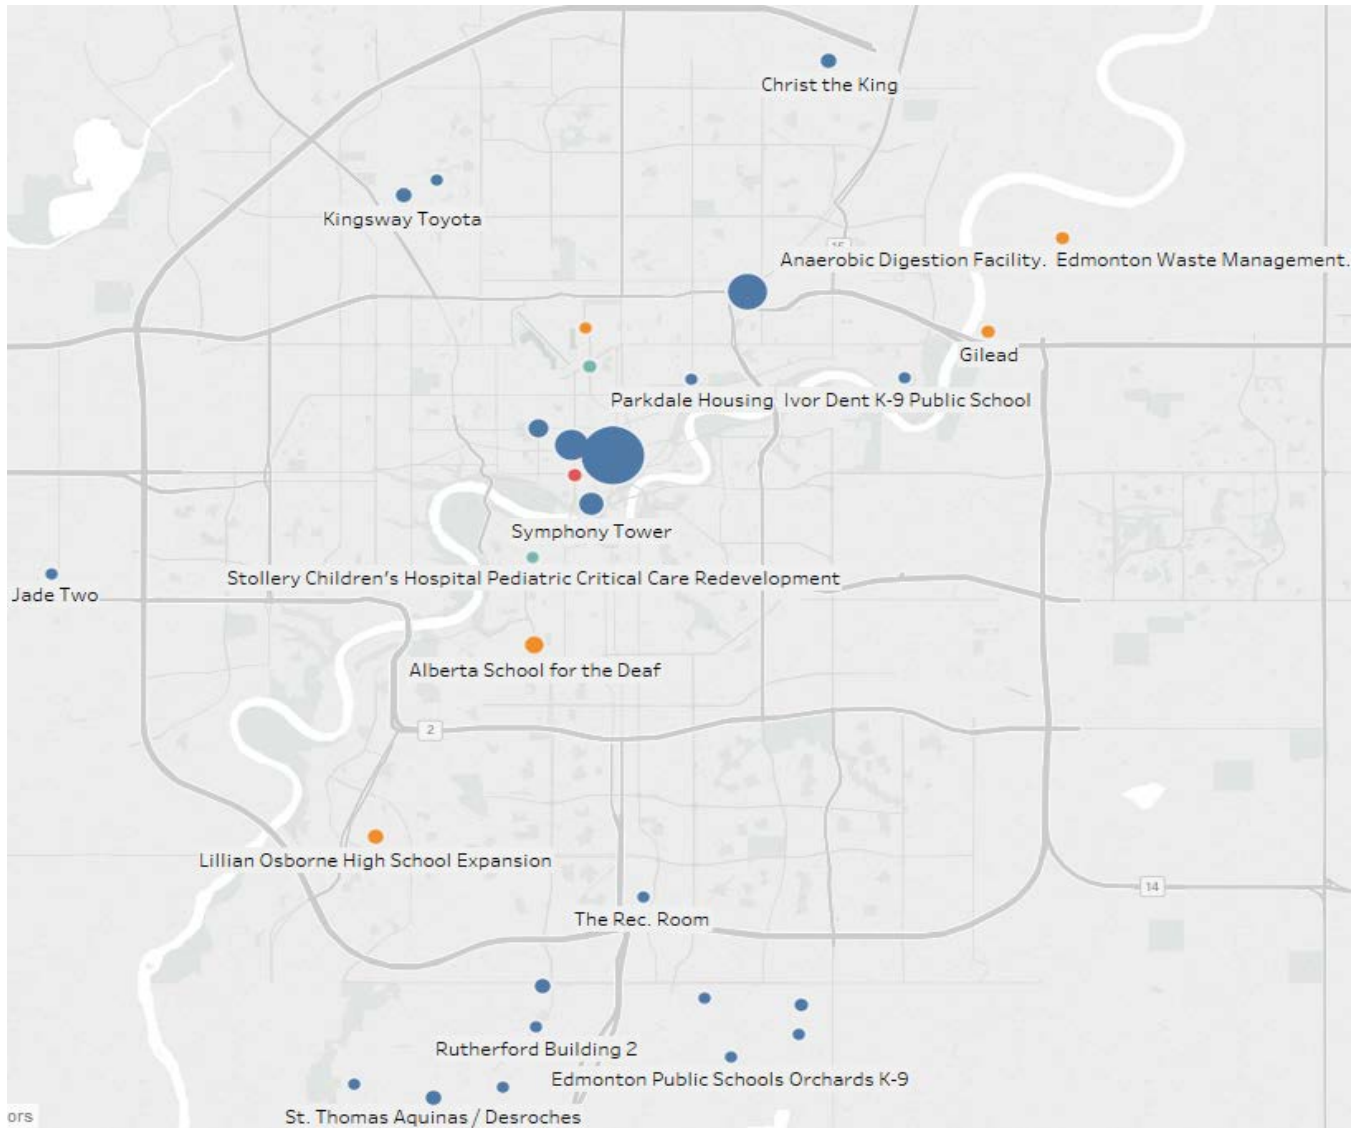 Christ the King
Kingsway Toyota
Anaerobic Digestion Facility. Edmonton Waste Management.
Gilead
Parkdale Housing
Ivor Dent K-9 Public School
Symphony Tower
Stollery Children's Hospital Pediatric Critical Care Redevelopment
Jade Two
Alberta School for the Deaf
2
Lillian Osborne High School Expansion
14
The Rec. Room
Rutherford Building 2
Edmonton Public Schools Orchards K-9
St. Thomas Aquinas / Desroches
ors